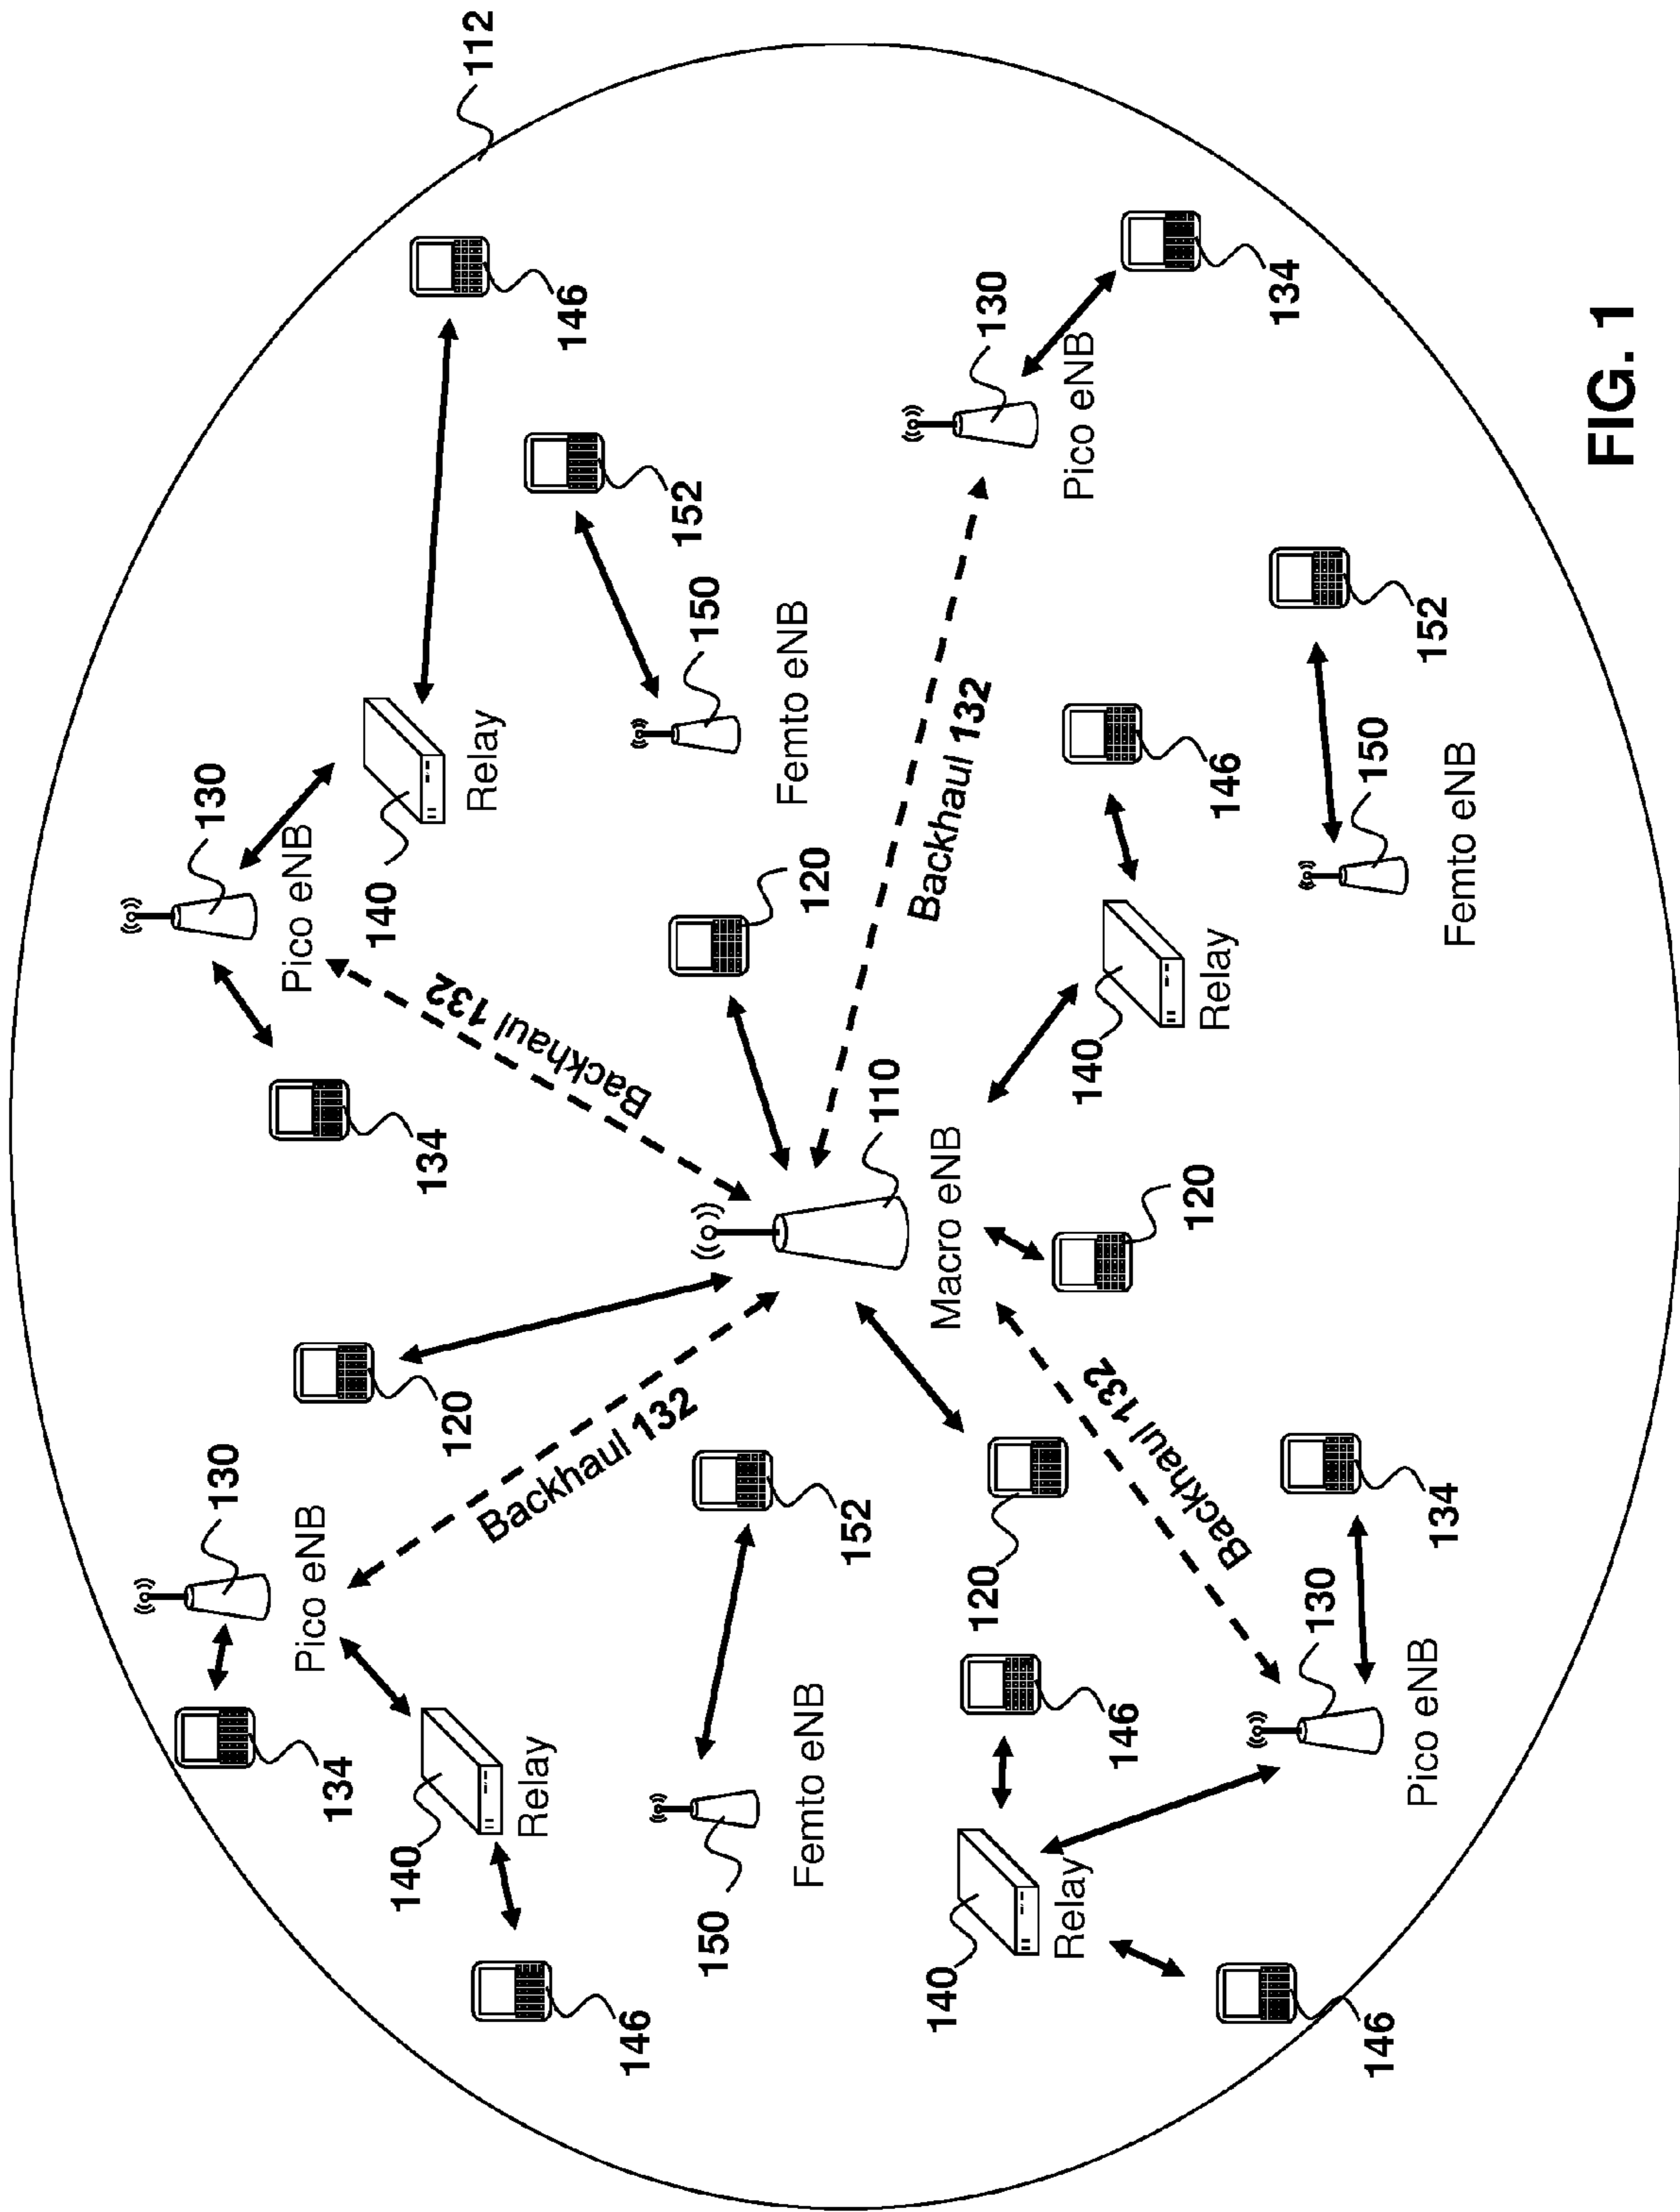 130
130
Pico eNB
Pico eNB
134
140
140
134
120
112
Relay
Relay
Backhaul 132
146
Backhaul 132
146
152
150
150
Femto eNB
Femto eNB
120
152
110
Macro eNB
Backhaul 132
140
120
130
Relay
Pico eNB
140
146
Backhaul 132
120
Relay
146
134
130
146
150
Pico eNB
152
134
Femto eNB
FIG. 1